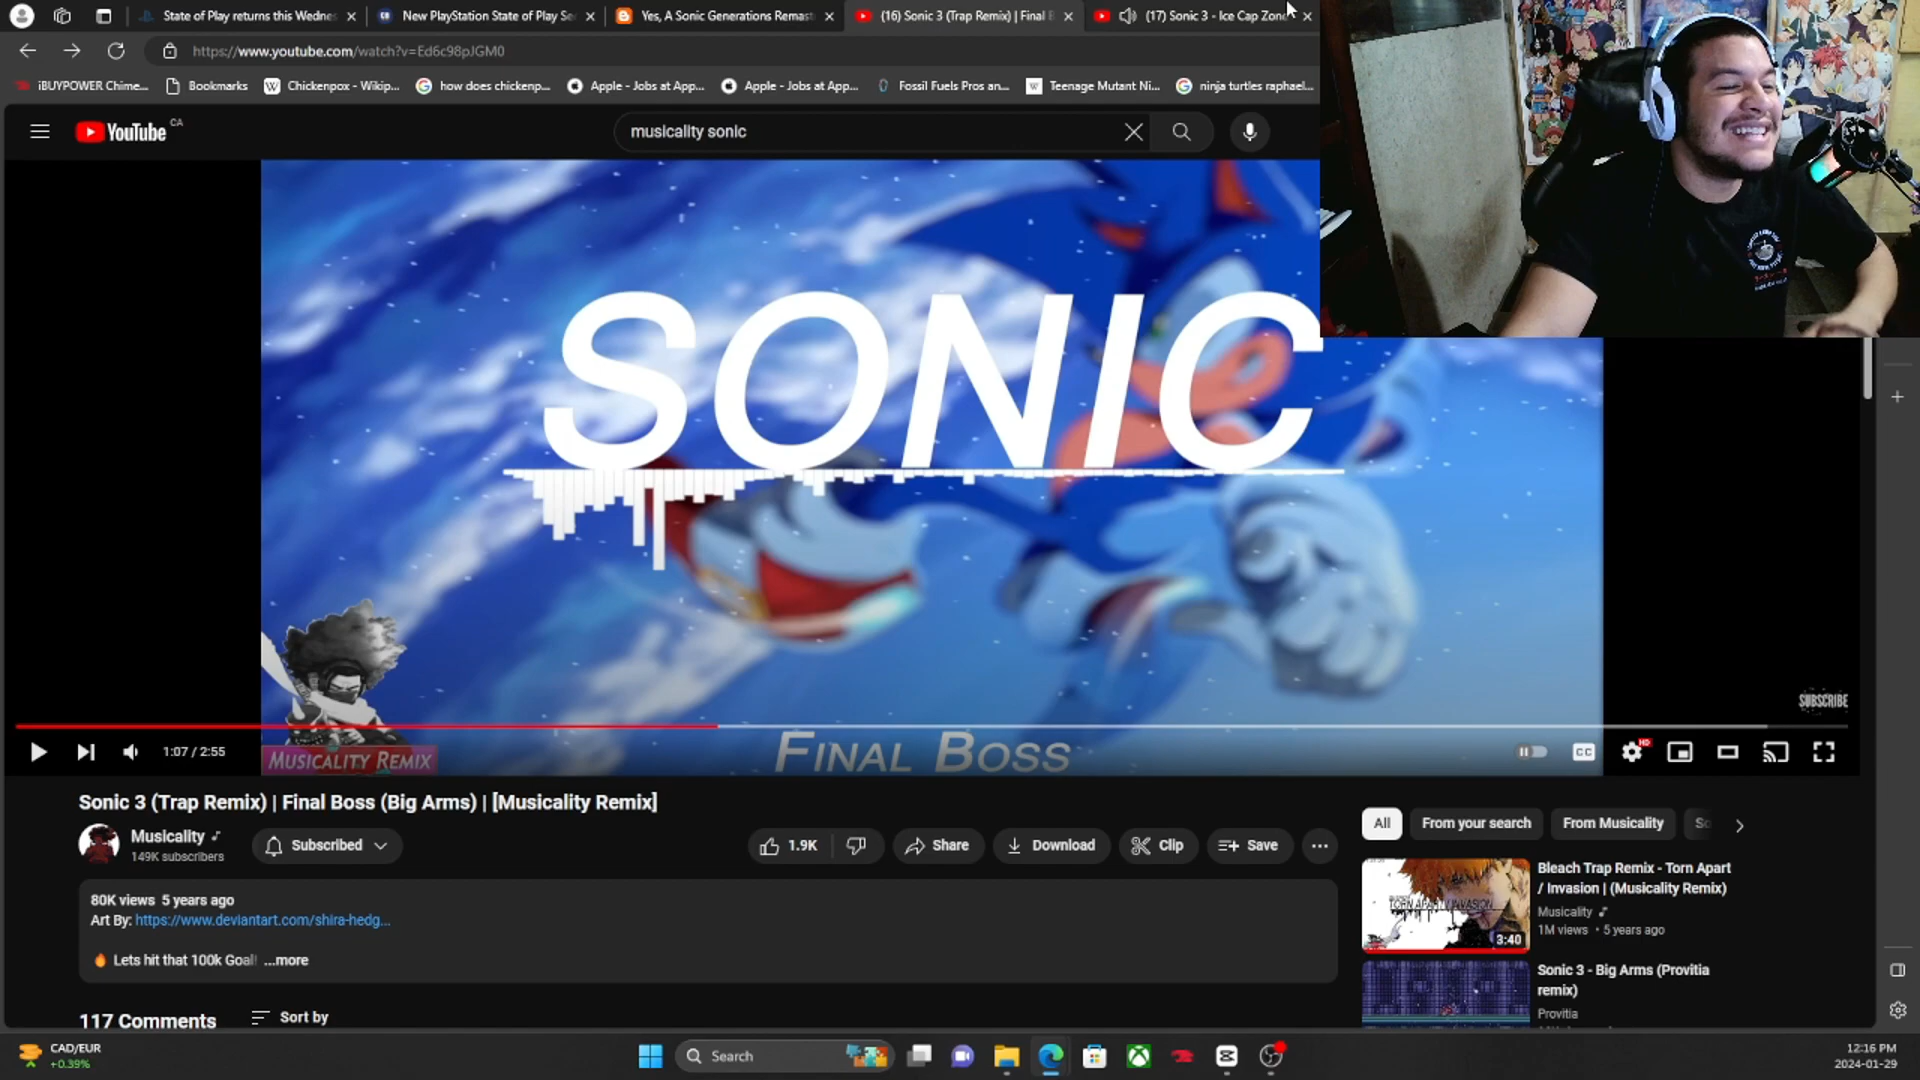 State of Play returns this Wednes
New PlayStation State of Play Se
Yes, A Sonic Generations Remast
(16) Sonic 3 (Trap Remix) | Final B
(17) Sonic 3 - Ice Cap Zone
https://www.youtube.com/watch?v=Ed6c98pJGM0
iBUYPOWER Chime...
Bookmarks
Chickenpox - Wikip...
how does chickenp...
Apple - Jobs at App...
Apple - Jobs at App...
Fossil Fuels Pros an...
Teenage Mutant Ni...
ninja turtles raphael...
YouTube CA
musicality sonic
SONIC
SUBSCRIBE
1:07 / 2:55
MUSICALITY REMIX
FINAL BOSS
CC
HD
Sonic 3 (Trap Remix) | Final Boss (Big Arms) | [Musicality Remix]
Musicality
149K subscribers
Subscribed
1.9K
Share
Download
Clip
Save
80K views 5 years ago
Art By: https://www.deviantart.com/shira-hedg...
Lets hit that 100k Goal! ...more
117 Comments
Sort by
All
From your search
From Musicality
So
Bleach Trap Remix - Torn Apart
/ Invasion | (Musicality Remix)
Musicality
1M views • 5 years ago
TORN APART/INVASION
3:40
Sonic 3 - Big Arms (Provitia
remix)
Provitia
CAD/EUR
+0.39%
Search
12:16 PM
2024-01-29